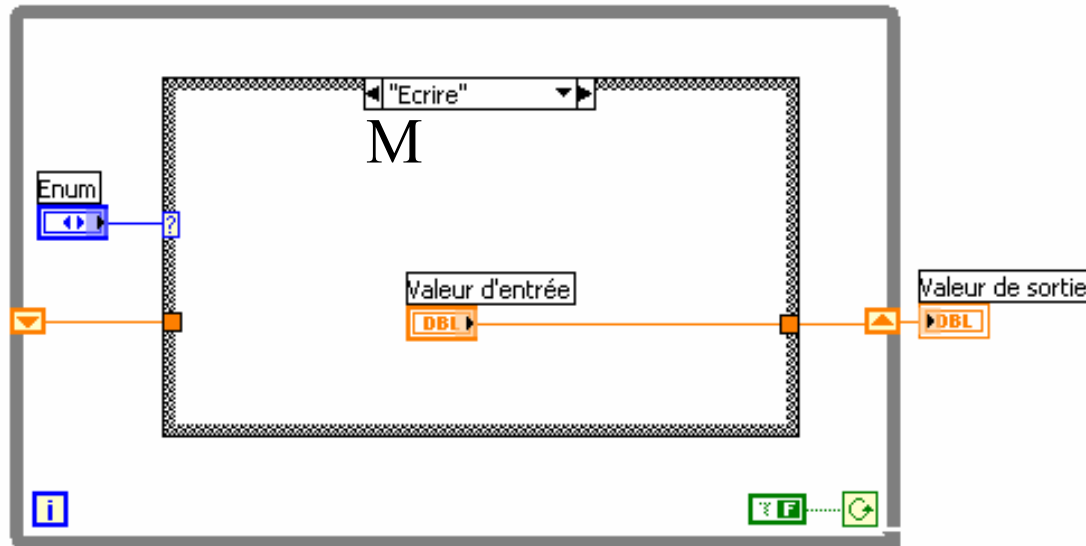 "Ecrire"
M
Enum
?
Valeur d'entrée
DBL
Valeur de sortie
DBL
i
F